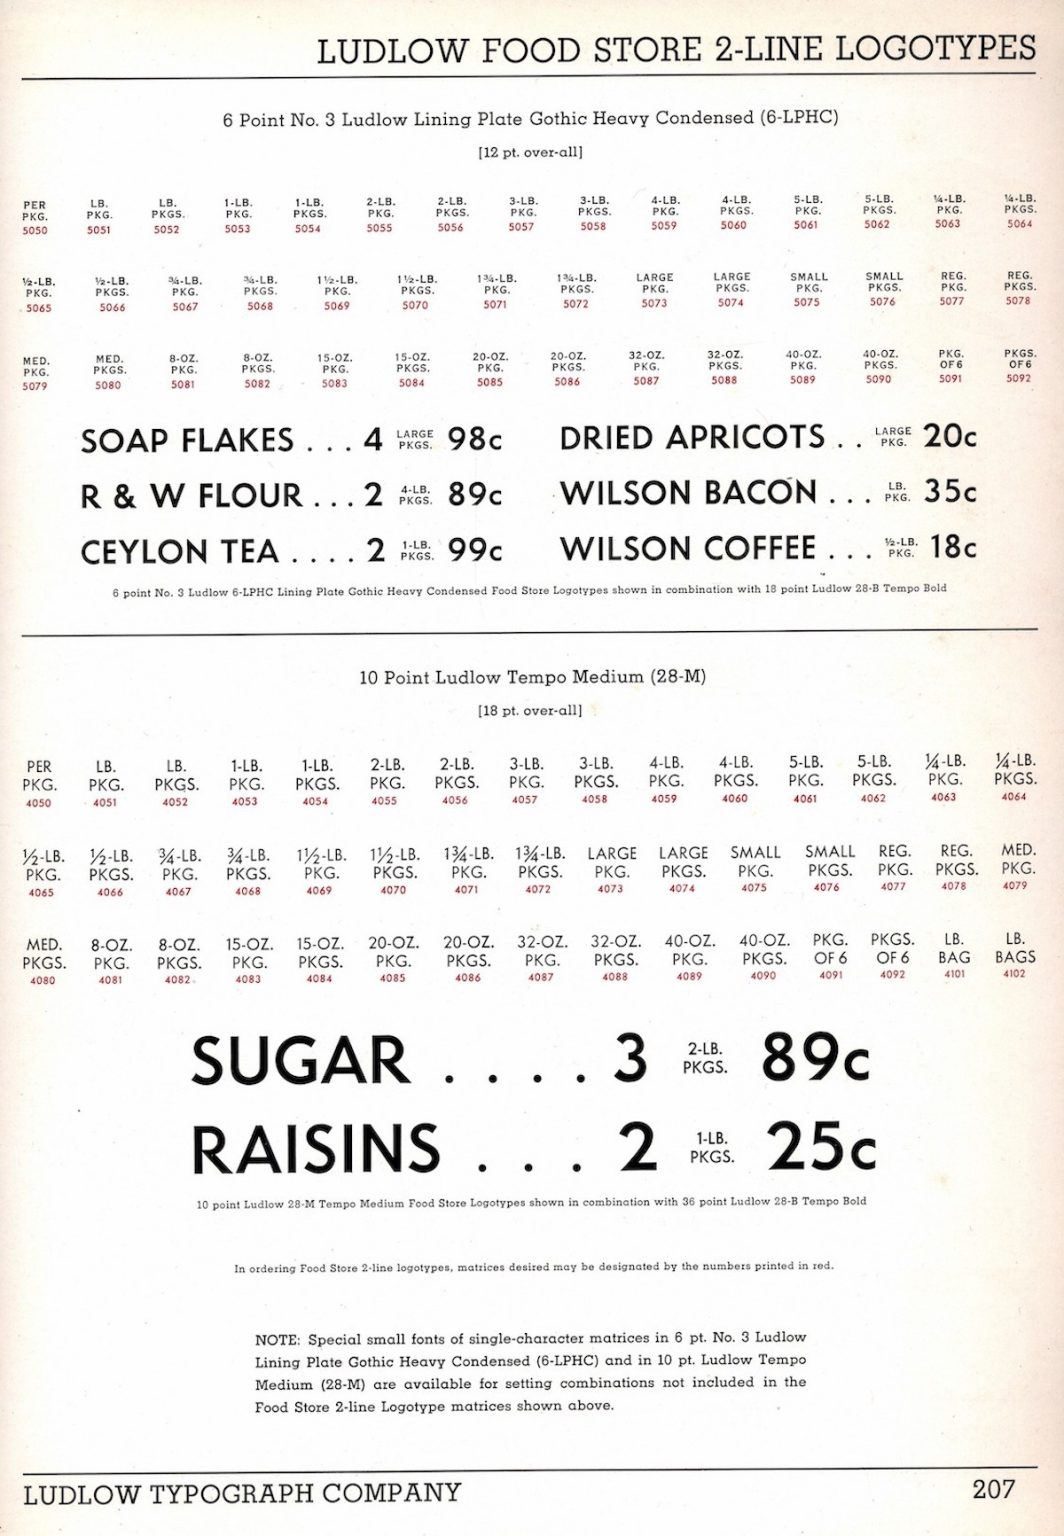 LUDLOW FOOD STORE 2-LINE LOGOTYPES
6 Point No. 3 Ludlow Lining Plate Gothic Heavy Condensed (6-LPHC)
[12 pt. over-all]
PER LB. LB. 1-LB. 1-LB. 2-LB. 2-LB. 3-LB. 3-LB. 4-LB. 4-LB. 5-LB. 5-LB. ¼-LB. ¼-LB.
PKG. PKG. PKGS. PKG. PKGS. PKG. PKGS. PKG. PKGS. PKG. PKGS. PKG. PKGS. PKG. PKGS.
5050 5051 5052 5053 5054 5055 5056 5057 5058 5059 5060 5061 5062 5063 5064
½-LB. ½-LB. ¾-LB. ¾-LB. 1½-LB. 1½-LB. 1¾-LB. 1¾-LB. LARGE LARGE SMALL SMALL REG. REG.
PKG. PKGS. PKG. PKGS. PKG. PKGS. PKG. PKGS. PKG. PKGS. PKG. PKGS. PKG. PKGS.
5065 5066 5067 5068 5069 5070 5071 5072 5073 5074 5075 5076 5077 5078
MED. MED. 8-OZ. 8-OZ. 15-OZ. 15-OZ. 20-OZ. 20-OZ. 32-OZ. 32-OZ. 40-OZ. 40-OZ. PKG. PKGS.
PKG. PKGS. PKG. PKGS. PKG. PKGS. PKG. PKGS. PKG. PKGS. PKG. PKGS. OF 6 OF 6
5079 5080 5081 5082 5083 5084 5085 5086 5087 5088 5089 5090 5091 5092
SOAP FLAKES . . . 4 LARGE PKGS. 98c
R & W FLOUR . . . 2 4-LB. PKGS. 89c
CEYLON TEA . . . . 2 1-LB. PKGS. 99c
DRIED APRICOTS . . LARGE PKG. 20c
WILSON BACON . . . LB. PKG. 35c
WILSON COFFEE . . . ½-LB. PKG. 18c
6 point No. 3 Ludlow 6-LPHC Lining Plate Gothic Heavy Condensed Food Store Logotypes shown in combination with 18 point Ludlow 28-B Tempo Bold
10 Point Ludlow Tempo Medium (28-M)
[18 pt. over-all]
PER LB. LB. 1-LB. 1-LB. 2-LB. 2-LB. 3-LB. 3-LB. 4-LB. 4-LB. 5-LB. 5-LB. ¼-LB. ¼-LB.
PKG. PKG. PKGS. PKG. PKGS. PKG. PKGS. PKG. PKGS. PKG. PKGS. PKG. PKGS. PKG. PKGS.
4050 4051 4052 4053 4054 4055 4056 4057 4058 4059 4060 4061 4062 4063 4064
½-LB. ½-LB. ¾-LB. ¾-LB. 1½-LB. 1½-LB. 1¾-LB. 1¾-LB. LARGE LARGE SMALL SMALL REG. REG. MED.
PKG. PKGS. PKG. PKGS. PKG. PKGS. PKG. PKGS. PKG. PKGS. PKG. PKGS. PKG. PKGS. PKG.
4065 4066 4067 4068 4069 4070 4071 4072 4073 4074 4075 4076 4077 4078 4079
MED. 8-OZ. 8-OZ. 15-OZ. 15-OZ. 20-OZ. 20-OZ. 32-OZ. 32-OZ. 40-OZ. 40-OZ. PKG. PKGS. LB. LB.
PKGS. PKG. PKGS. PKG. PKGS. PKG. PKGS. PKG. PKGS. PKG. PKGS. OF 6 OF 6 BAG BAGS
4080 4081 4082 4083 4084 4085 4086 4087 4088 4089 4090 4091 4092 4101 4102
SUGAR . . . . 3 2-LB. PKGS. 89c
RAISINS . . . 2 1-LB. PKGS. 25c
10 point Ludlow 28-M Tempo Medium Food Store Logotypes shown in combination with 36 point Ludlow 28-B Tempo Bold
In ordering Food Store 2-line logotypes, matrices desired may be designated by the numbers printed in red.
NOTE: Special small fonts of single-character matrices in 6 pt. No. 3 Ludlow
Lining Plate Gothic Heavy Condensed (6-LPHC) and in 10 pt. Ludlow Tempo
Medium (28-M) are available for setting combinations not included in the
Food Store 2-line Logotype matrices shown above.
LUDLOW TYPOGRAPH COMPANY 207